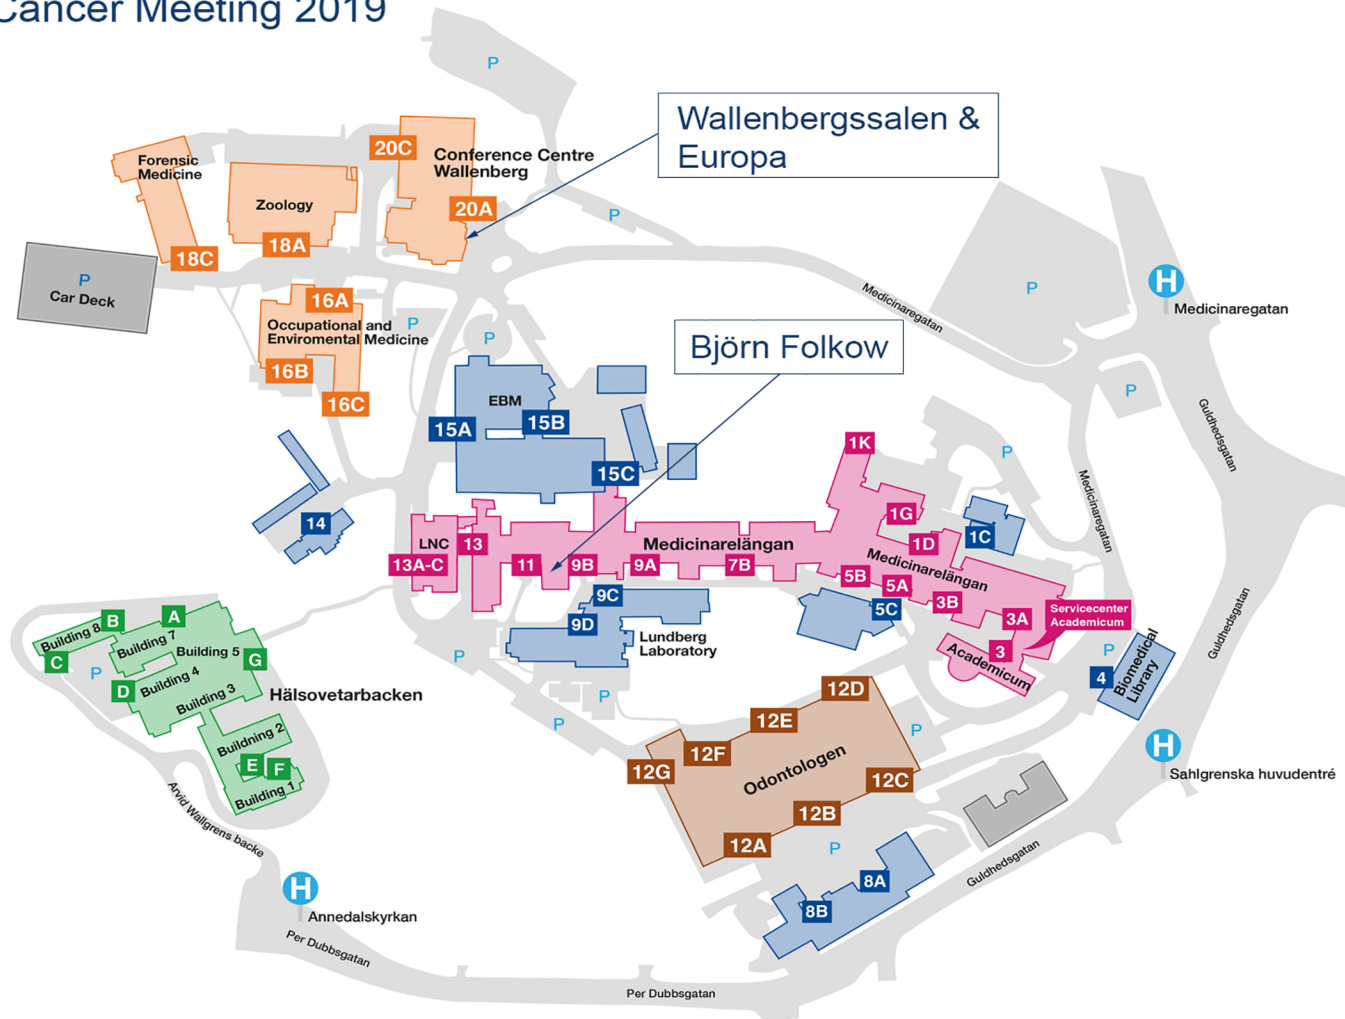 Cancer Meeting 2019
P
Wallenbergssalen &
Europa
20C
Conference Centre
Wallenberg
Forensic
Medicine
Zoology
20A
P
18A
18C
P
Car Deck
H
Medicinaregatan
P
Medicinaregatan
16A
Occupational and
Enviromental Medicine
P
P
16B
16C
Björn Folkow
P
Guldhedsgatan
EBM
15A
15B
15C
1K
P
Medicinaregatan
14
1G
1C
1D
LNC
13
Medicinarelängan
Medicinarelängan
13A-C
11
9B
9A
7B
5B
5A
3B
9C
5C
3A
Servicecenter
Academicum
9D
Lundberg
Laboratory
3
Academicum
P
4
Biomedical
Library
Guldhedsgatan
B
A
Building 8
Building 7
C
Building 5
G
P
D
Building 4
Building 3
Hälsovetarbacken
Buildning 2
E
F
Building 1
P
P
P
12D
12E
12F
12G
Odontologen
P
12C
12B
12A
H
Sahlgrenska huvudentré
P
8A
8B
Guldhedsgatan
Arvid Wallgrens backe
H
Annedalskyrkan
Per Dubbsgatan
Per Dubbsgatan